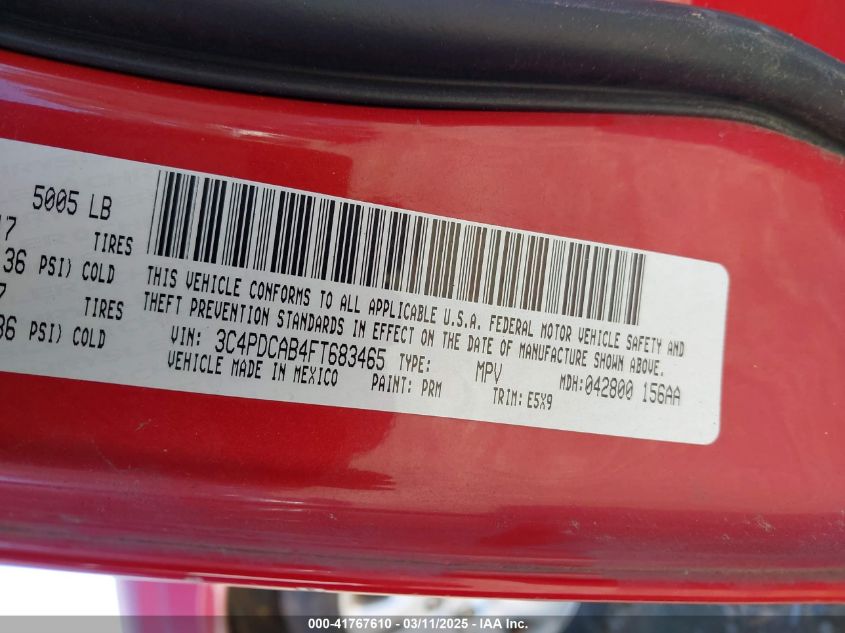 5005 LB
17 TIRES
36 PSI) COLD
7 TIRES
36 PSI) COLD
THIS VEHICLE CONFORMS TO ALL APPLICABLE U.S.A. FEDERAL MOTOR VEHICLE SAFETY AND
THEFT PREVENTION STANDARDS IN EFFECT ON THE DATE OF MANUFACTURE SHOWN ABOVE.
VIN: 3C4PDCAB4FT683465 TYPE: MPV MDH:042800 156AA
VEHICLE MADE IN MEXICO PAINT: PRM TRIM: E5X9
000-41767610 - 03/11/2025 - IAA Inc.